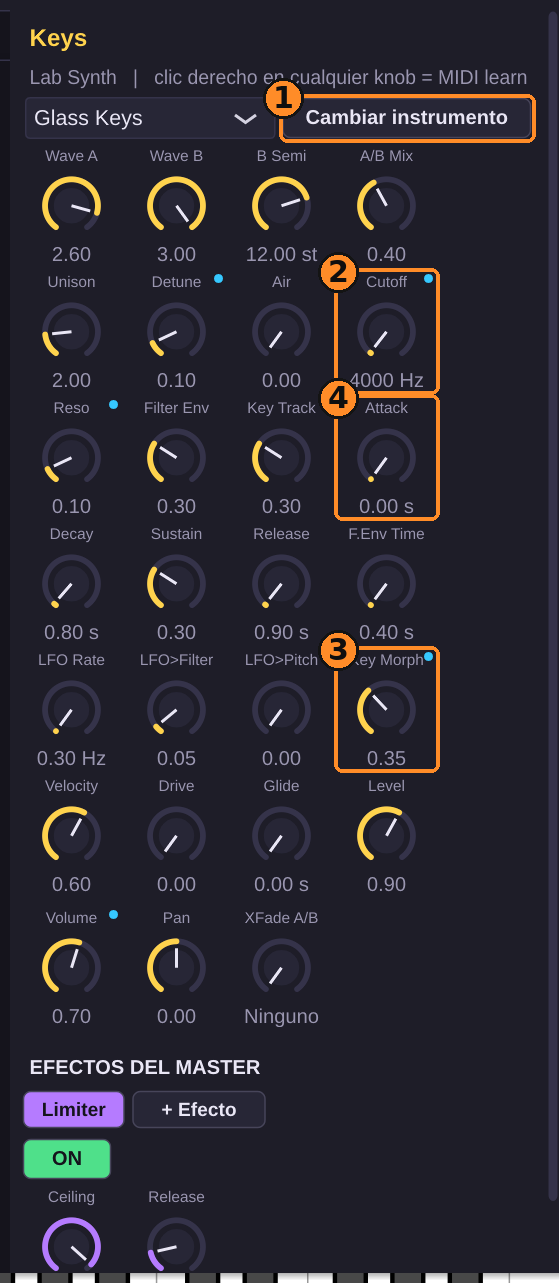 Keys
Lab Synth | clic derecho en cualquier knob = MIDI learn
1
Glass Keys Cambiar instrumento
Wave A Wave B B Semi A/B Mix
2.60 3.00 12.00 st 0.40
2
Unison Detune Air Cutoff
2.00 0.10 0.00 4000 Hz
4
Reso Filter Env Key Track Attack
0.10 0.30 0.30 0.00 s
Decay Sustain Release F.Env Time
0.80 s 0.30 0.90 s 0.40 s
3
LFO Rate LFO>Filter LFO>Pitch Key Morph
0.30 Hz 0.05 0.00 0.35
Velocity Drive Glide Level
0.60 0.00 0.00 s 0.90
Volume Pan XFade A/B
0.70 0.00 Ninguno
EFECTOS DEL MASTER
Limiter + Efecto
ON
Ceiling Release